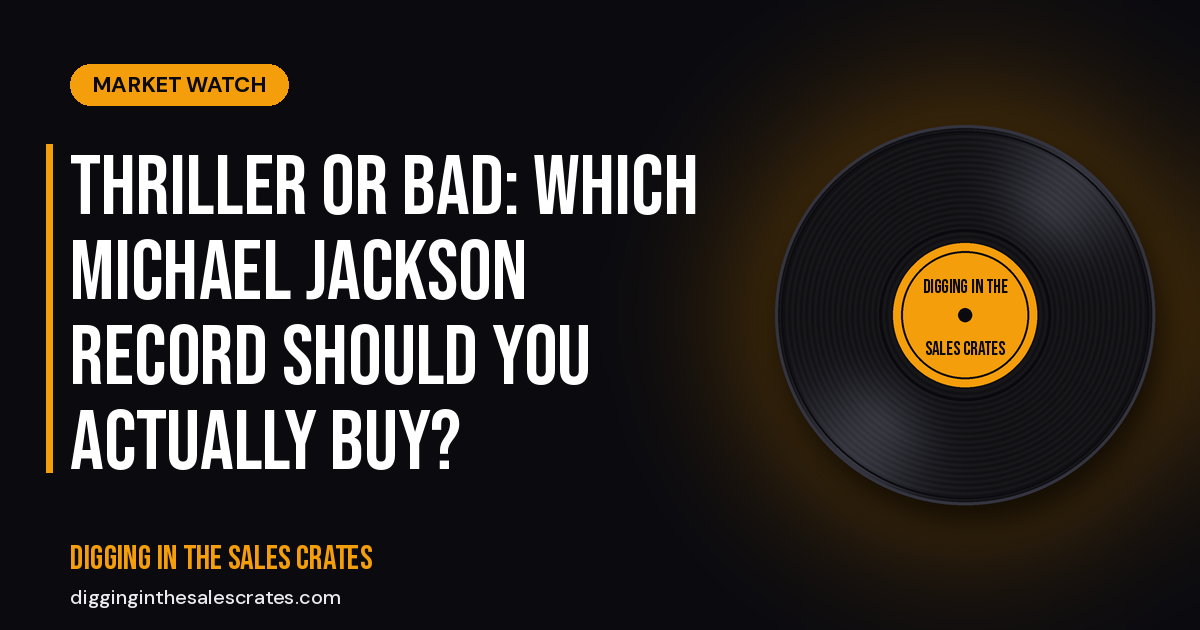 MARKET WATCH
THRILLER OR BAD: WHICH
MICHAEL JACKSON
RECORD SHOULD YOU
ACTUALLY BUY?
DIGGING IN THE SALES CRATES
digginginthesalescrates.com
DIGGING IN THE
SALES CRATES